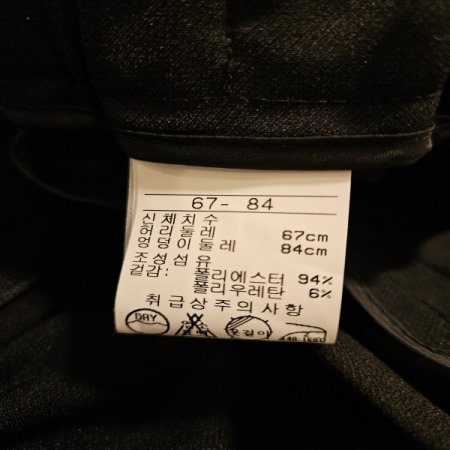 67- 84
신체치수
허리둘레 67cm
엉덩이둘레 84cm
조성섬유
겉감: 폴리에스터 94%
폴리우레탄 6%
취급상주의사항
DRY